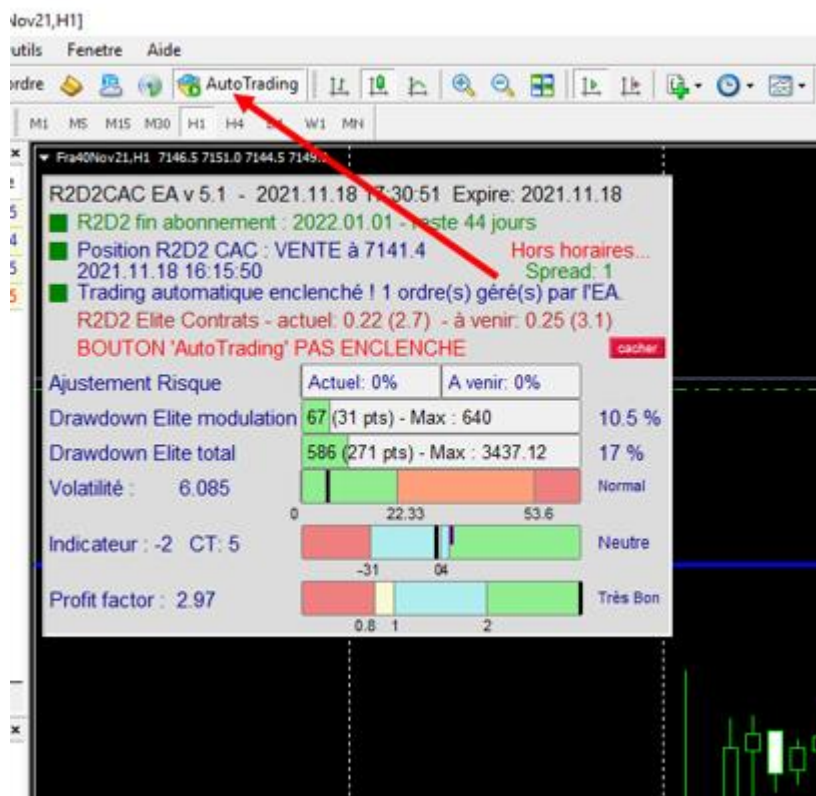 Nov21,H1]
utils Fenetre Aide
ordre AutoTrading
M1 M5 M15 M30 H1 H4 W1 MN
Fra40Nov21,H1 7146.5 7151.0 7144.5
R2D2CAC EA v 5.1 - 2021.11.18 17:30:51 Expire: 2021.11.18
R2D2 fin abonnement : 2022.01.01 - reste 44 jours
Position R2D2 CAC : VENTE à 7141.4 Hors horaires...
2021.11.18 16:15:50 Spread: 1
Trading automatique enclenché ! 1 ordre(s) géré(s) par l'EA.
R2D2 Elite Contrats - actuel: 0.22 (2.7) - à venir: 0.25 (3.1)
BOUTON 'AutoTrading' PAS ENCLENCHE cacher
Ajustement Risque Actuel: 0% A venir: 0%
Drawdown Elite modulation 67 (31 pts) - Max : 640 10.5 %
Drawdown Elite total 586 (271 pts) - Max : 3437.12 17 %
Volatilité : 6.085 Normal
0 22.33 53.6
Indicateur : -2 CT: 5 Neutre
-31 04
Profit factor : 2.97 Très Bon
0.8 1 2